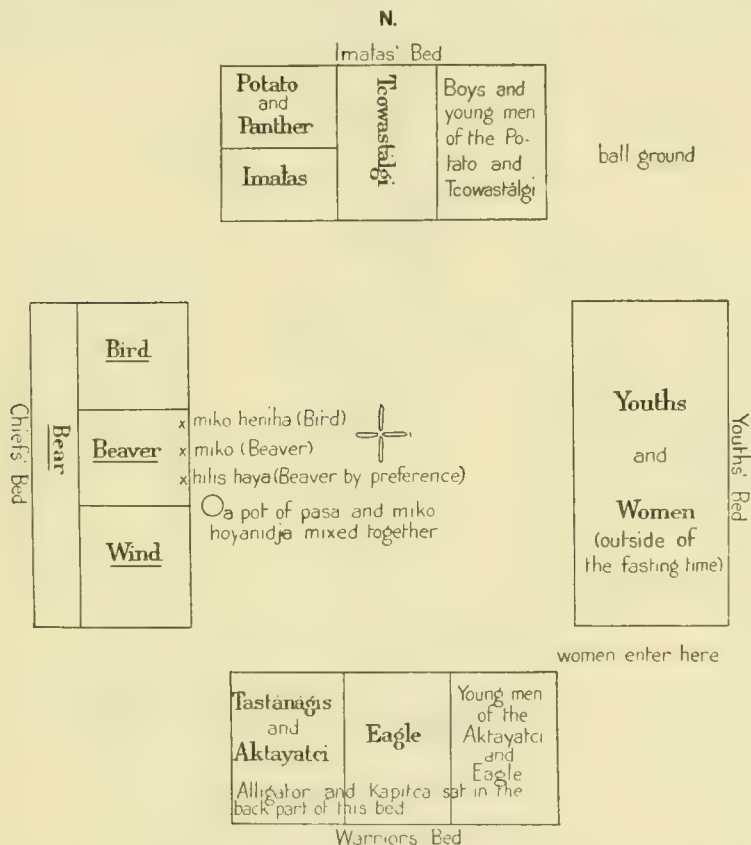 N.
Imalas' Bed
Potato
and
Panther
Imalas
Tcowastálgi
Boys and
young men
of the Po-
tato and
Tcowastálgi
ball ground
Chiefs' Bed
Bear
Bird
Beaver
Wind
x miko heniha (Bird)
x miko (Beaver)
x hilis haya (Beaver by preference)
a pot of pasa and miko
hoyanidja mixed together
Youths
and
Women
(outside of
the fasting time)
Youths' Bed
women enter here
Tastanagis
and
Aktayatci
Eagle
Young men
of the
Aktayatci
and
Eagle
Alligator and Kapitca sat in the
back part of this bed
Warriors Bed